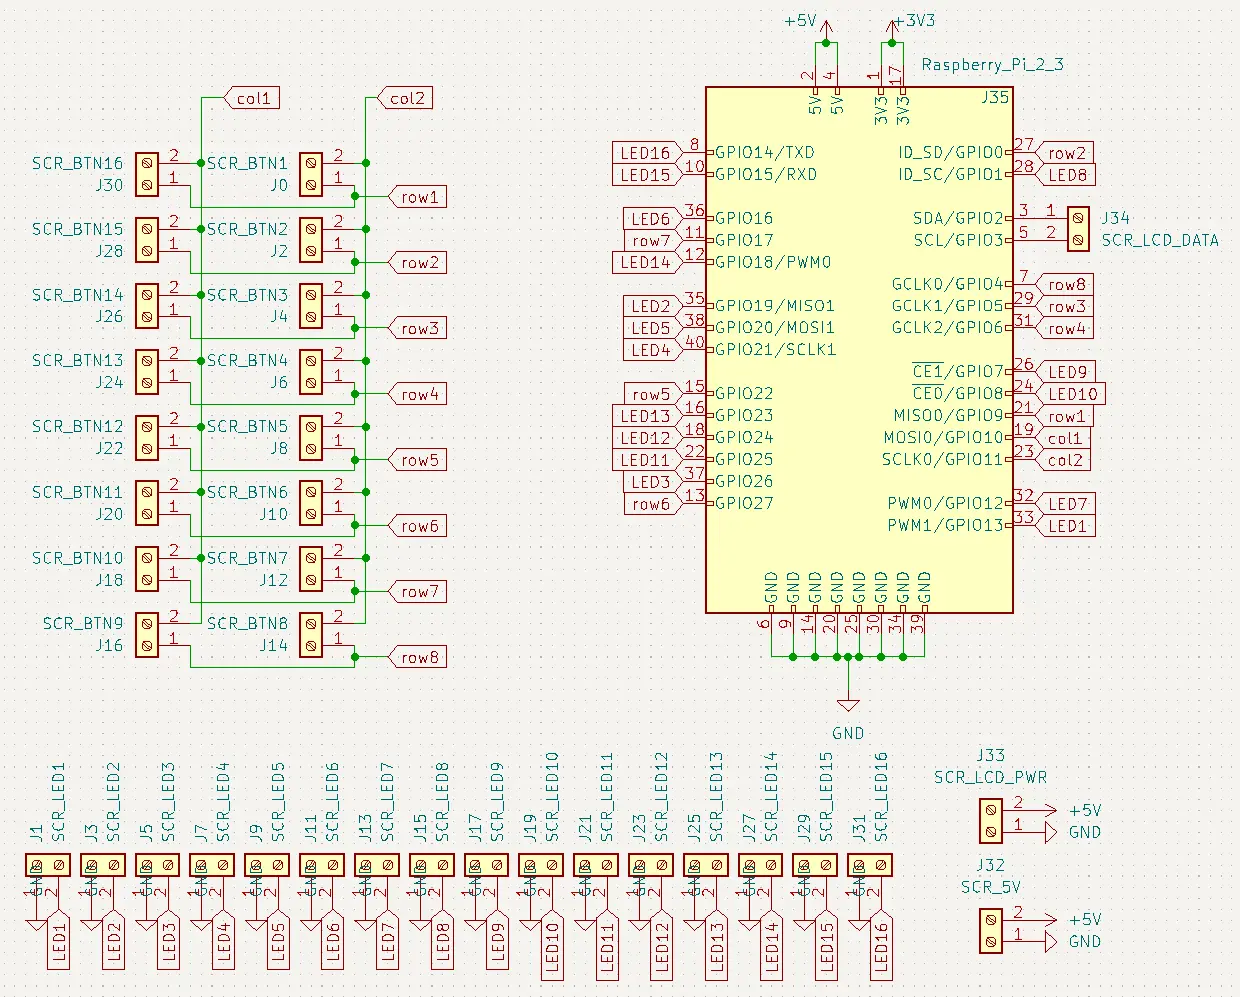 +5V
+3V3
Raspberry_Pi_2_3
J35
2
4
1
17
5V
5V
3V3
3V3
col1
col2
SCR_BTN16
J30
2
1
SCR_BTN1
J0
2
1
row1
SCR_BTN15
J28
2
1
SCR_BTN2
J2
2
1
row2
SCR_BTN14
J26
2
1
SCR_BTN3
J4
2
1
row3
SCR_BTN13
J24
2
1
SCR_BTN4
J6
2
1
row4
SCR_BTN12
J22
2
1
SCR_BTN5
J8
2
1
row5
SCR_BTN11
J20
2
1
SCR_BTN6
J10
2
1
row6
SCR_BTN10
J18
2
1
SCR_BTN7
J12
2
1
row7
SCR_BTN9
J16
2
1
SCR_BTN8
J14
2
1
row8
LED16 8 GPIO14/TXD
LED15 10 GPIO15/RXD
LED6 36 GPIO16
row7 11 GPIO17
LED14 12 GPIO18/PWM0
LED2 35 GPIO19/MISO1
LED5 38 GPIO20/MOSI1
LED4 40 GPIO21/SCLK1
row5 15 GPIO22
LED13 16 GPIO23
LED12 18 GPIO24
LED11 22 GPIO25
LED3 37 GPIO26
row6 13 GPIO27
ID_SD/GPIO0 27 row2
ID_SC/GPIO1 28 LED8
SDA/GPIO2 3 1 J34
SCL/GPIO3 5 2 SCR_LCD_DATA
GCLK0/GPIO4 7 row8
GCLK1/GPIO5 29 row3
GCLK2/GPIO6 31 row4
CE1/GPIO7 26 LED9
CE0/GPIO8 24 LED10
MISO0/GPIO9 21 row1
MOSI0/GPIO10 19 col1
SCLK0/GPIO11 23 col2
PWM0/GPIO12 32 LED7
PWM1/GPIO13 33 LED1
GND GND GND GND GND GND GND GND
6 9 14 20 25 30 34 39
GND
J1
SCR_LED1
GND
1
2
LED1
J3
SCR_LED2
GND
1
2
LED2
J5
SCR_LED3
GND
1
2
LED3
J7
SCR_LED4
GND
1
2
LED4
J9
SCR_LED5
GND
1
2
LED5
J11
SCR_LED6
GND
1
2
LED6
J13
SCR_LED7
GND
1
2
LED7
J15
SCR_LED8
GND
1
2
LED8
J17
SCR_LED9
GND
1
2
LED9
J19
SCR_LED10
GND
1
2
LED10
J21
SCR_LED11
GND
1
2
LED11
J23
SCR_LED12
GND
1
2
LED12
J25
SCR_LED13
GND
1
2
LED13
J27
SCR_LED14
GND
1
2
LED14
J29
SCR_LED15
GND
1
2
LED15
J31
SCR_LED16
GND
1
2
LED16
J33
SCR_LCD_PWR
2 +5V
1 GND
J32
SCR_5V
2 +5V
1 GND